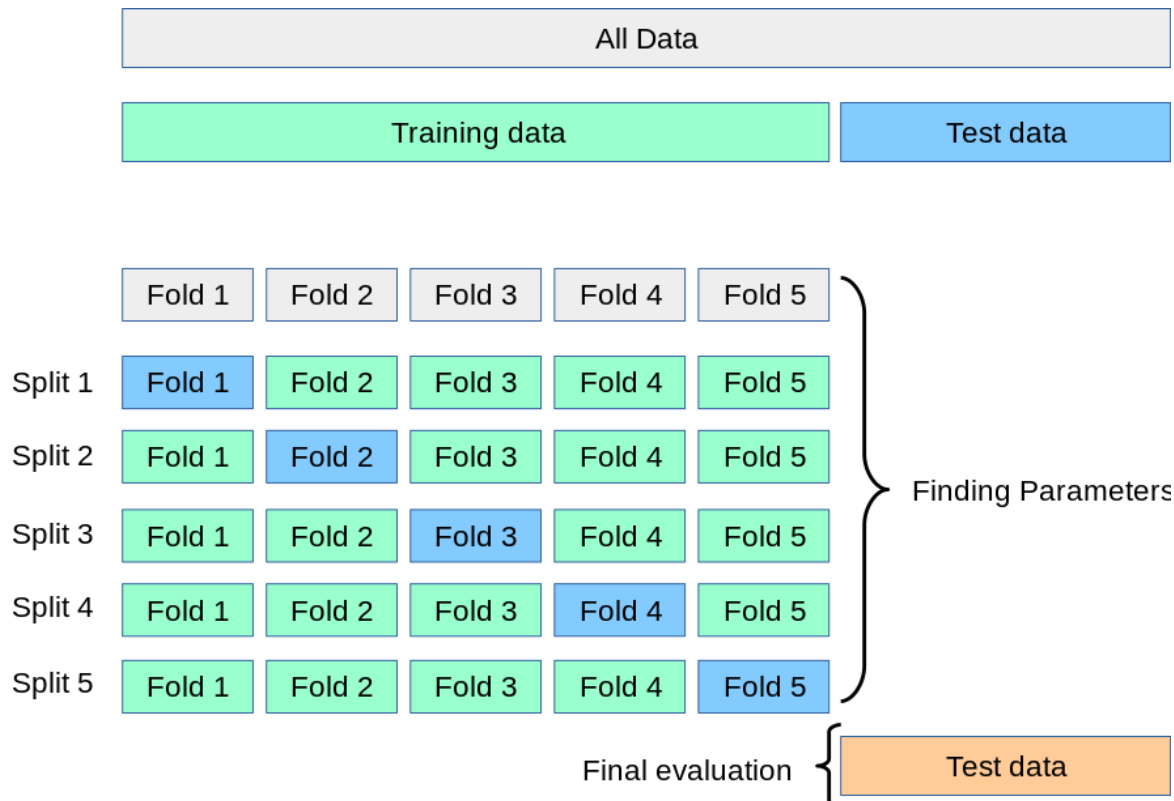 All Data
Training data Test data
Fold 1 Fold 2 Fold 3 Fold 4 Fold 5
Split 1 Fold 1 Fold 2 Fold 3 Fold 4 Fold 5
Split 2 Fold 1 Fold 2 Fold 3 Fold 4 Fold 5
Finding Parameters
Split 3 Fold 1 Fold 2 Fold 3 Fold 4 Fold 5
Split 4 Fold 1 Fold 2 Fold 3 Fold 4 Fold 5
Split 5 Fold 1 Fold 2 Fold 3 Fold 4 Fold 5
Final evaluation Test data